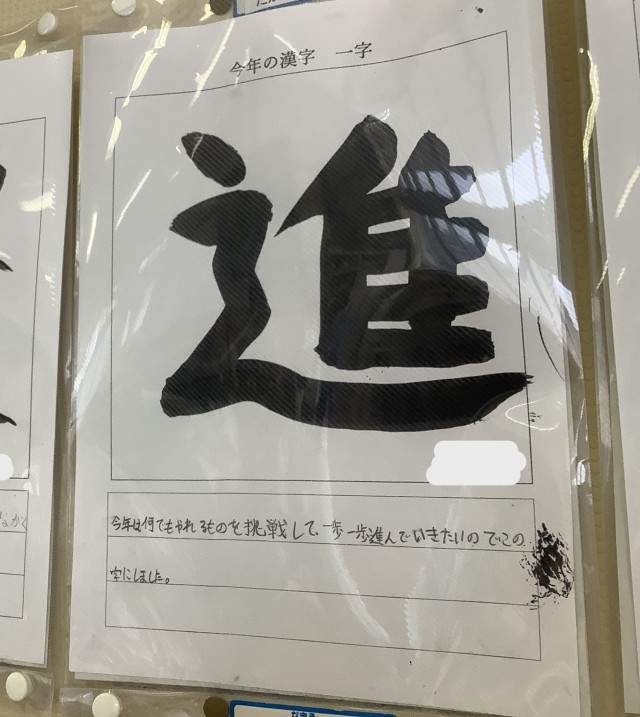 今年の漢字 一字
進
今年は何でもやれるものを挑戦して、一歩一歩進んでいきたいのでこの
字にしました。